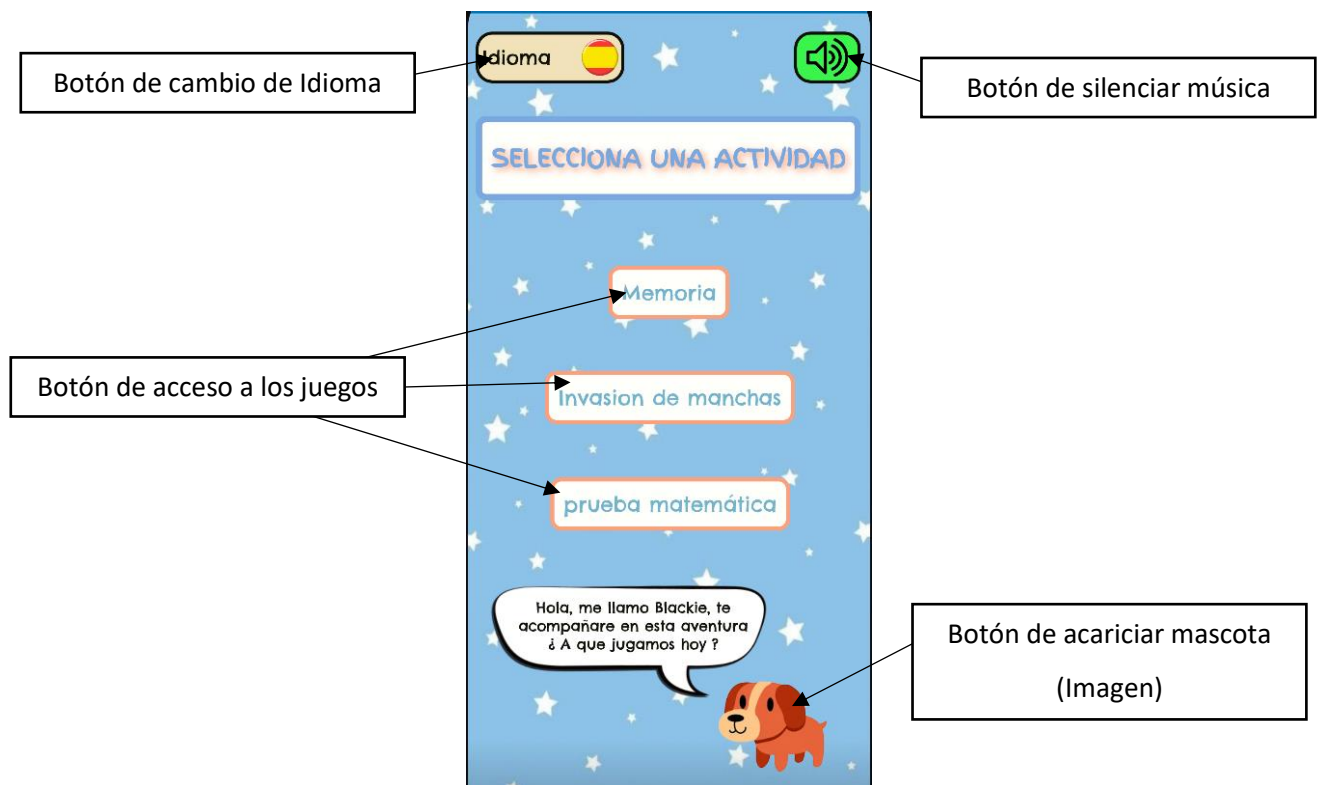 Botón de cambio de Idioma
Idioma
Botón de silenciar música
SELECCIONA UNA ACTIVIDAD
Memoria
Botón de acceso a los juegos
Invasion de manchas
prueba matemática
Hola, me llamo Blackie, te
acompañare en esta aventura
¿ A que jugamos hoy ?
Botón de acariciar mascota
(Imagen)